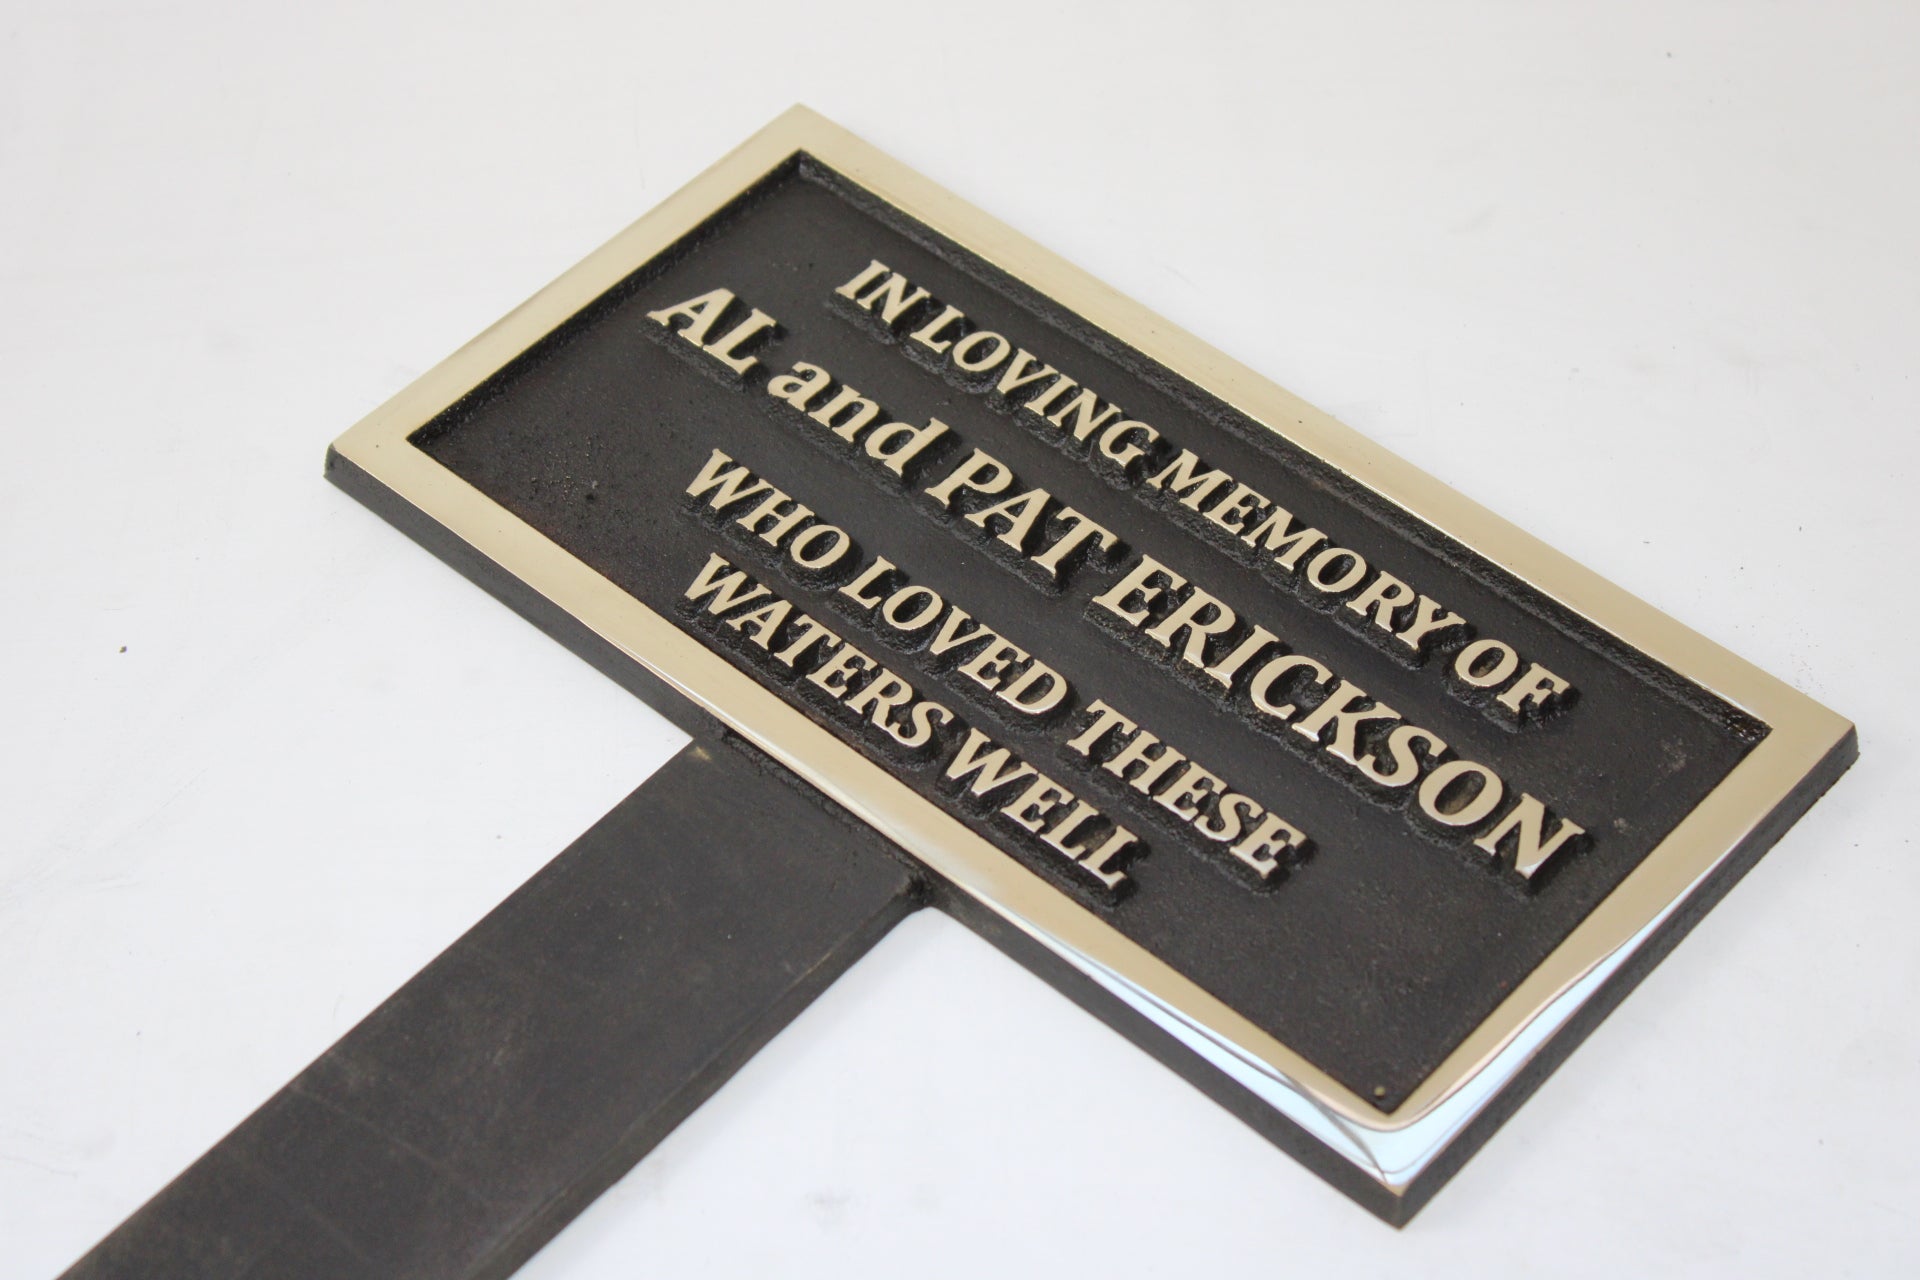 IN LOVING MEMORY OF
AL and PAT ERICKSON
WHO LOVED THESE
WATERS WELL